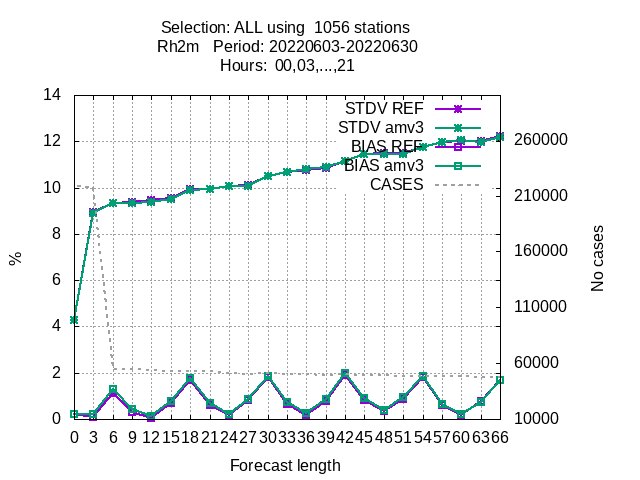 Selection: ALL using  1056 stations
Rh2m   Period: 20220603-20220630
Hours:  00,03,...,21
STDV REF
STDV amv3
BIAS REF
BIAS amv3
CASES
14
12
10
8
6
4
2
0
260000
210000
160000
110000
60000
10000
%
No cases
0 3 6 9 12 15 18 21 24 27 30 33 36 39 42 45 48 51 54 57 60 63 66
Forecast length